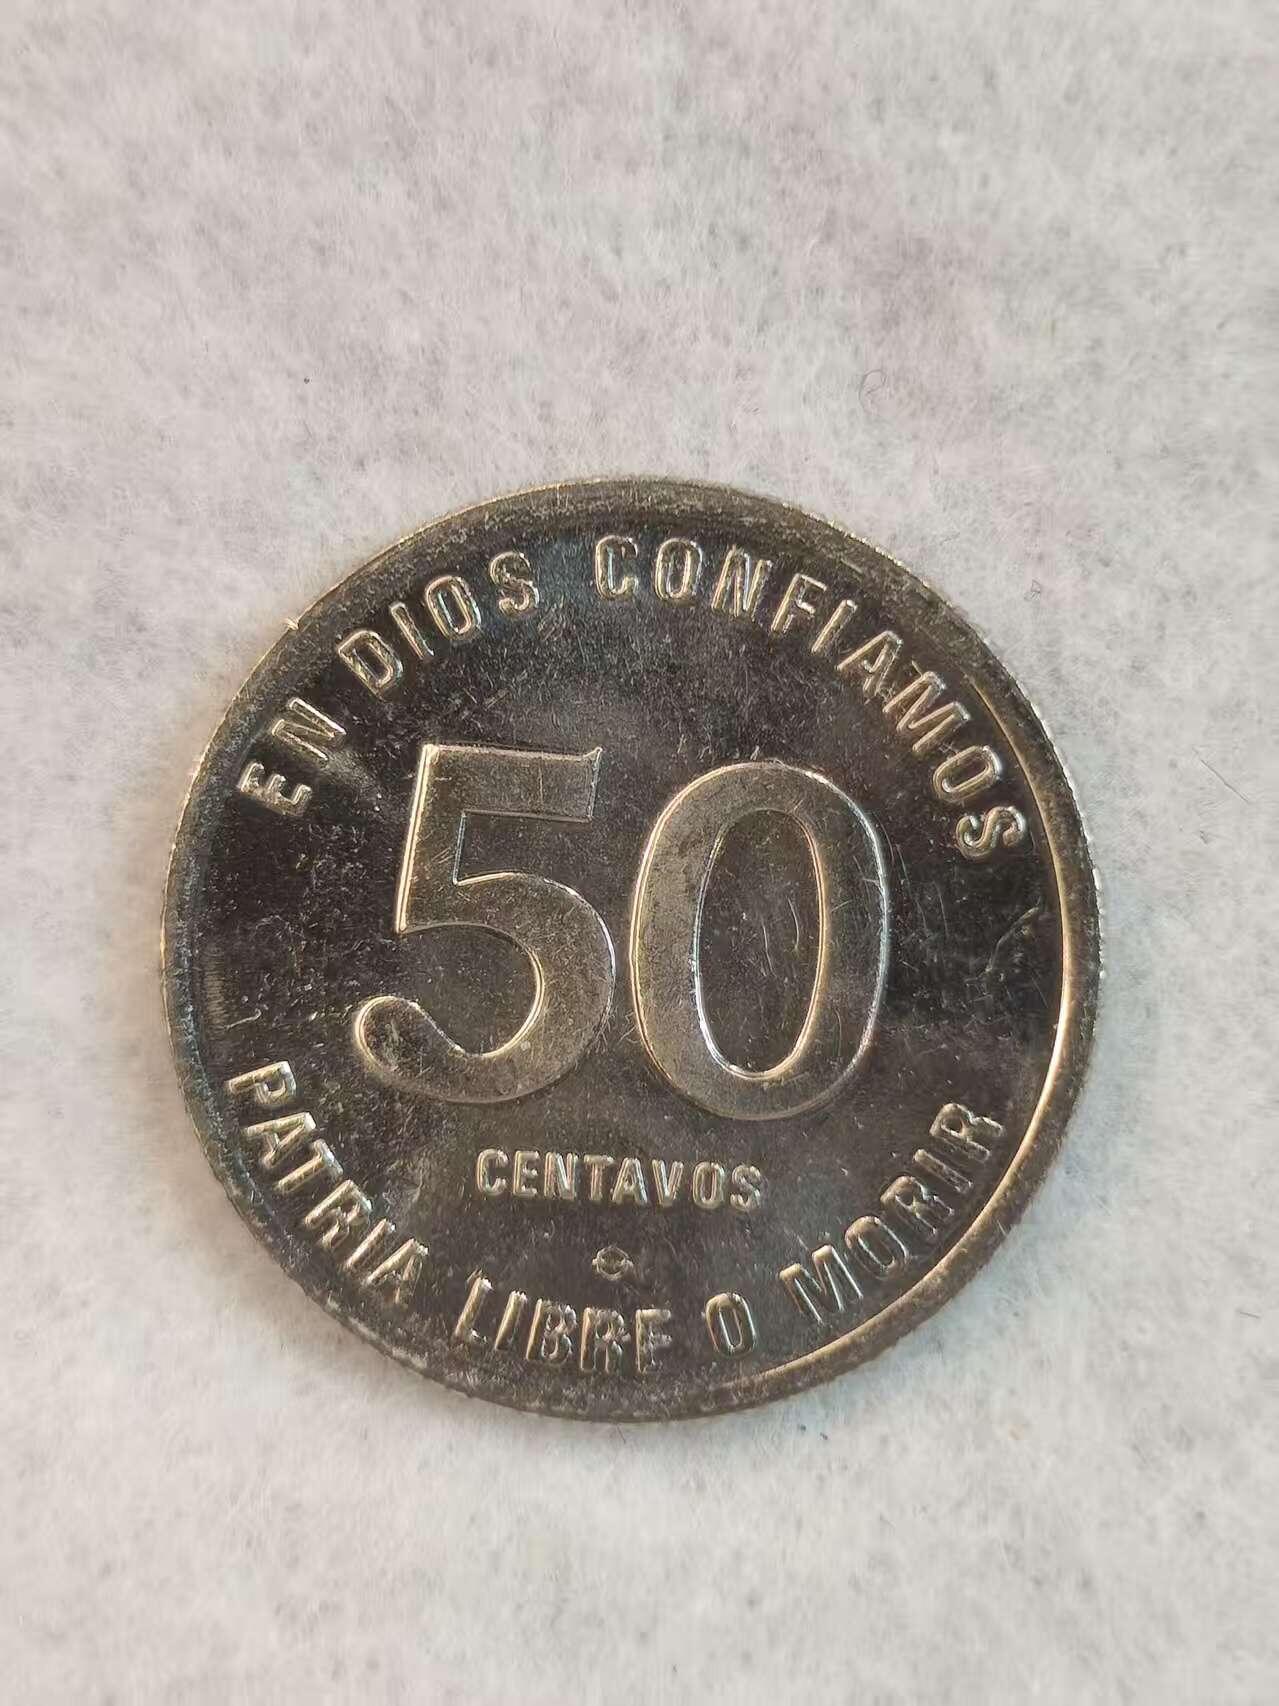 EN DIOS CONFIAMOS
50
CENTAVOS
PATRIA LIBRE O MORIR